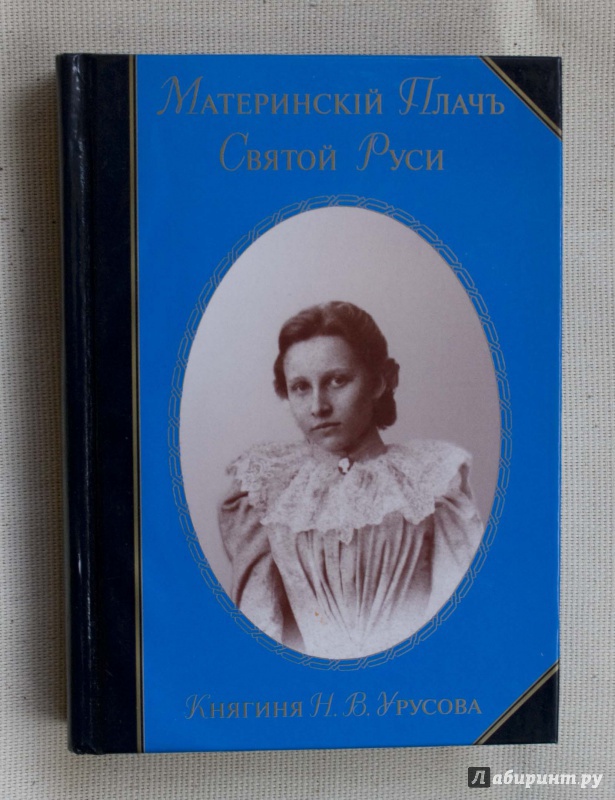 Материнскій Плачъ
Святой Руси
Княгиня Н. В. Урусова
Лабиринт.ру